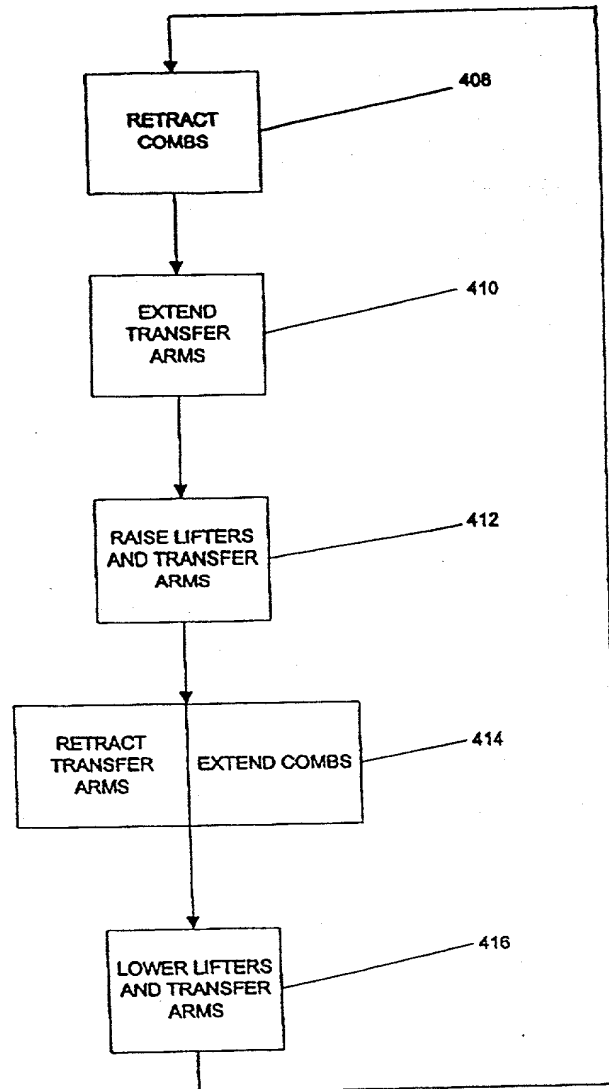 RETRACT
COMBS
408
EXTEND
TRANSFER
ARMS
410
RAISE LIFTERS
AND TRANSFER
ARMS
412
RETRACT
TRANSFER
ARMS
EXTEND COMBS
414
LOWER LIFTERS
AND TRANSFER
ARMS
416